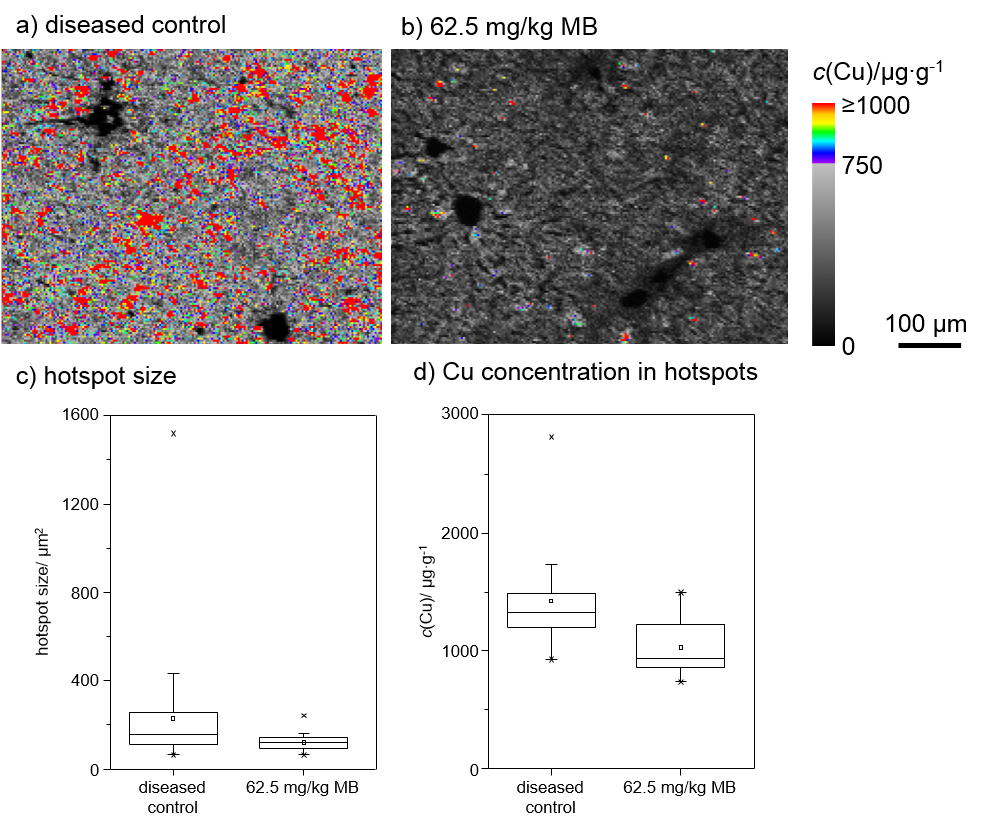 a) diseased control
b) 62.5 mg/kg MB
c(Cu)/µg·g-1
≥1000
750
0
100 µm
c) hotspot size
d) Cu concentration in hotspots
1600
1200
800
400
0
hotspot size/ µm2
diseased
control
62.5 mg/kg MB
3000
2000
1000
0
c(Cu)/ µg·g-1
diseased
control
62.5 mg/kg MB